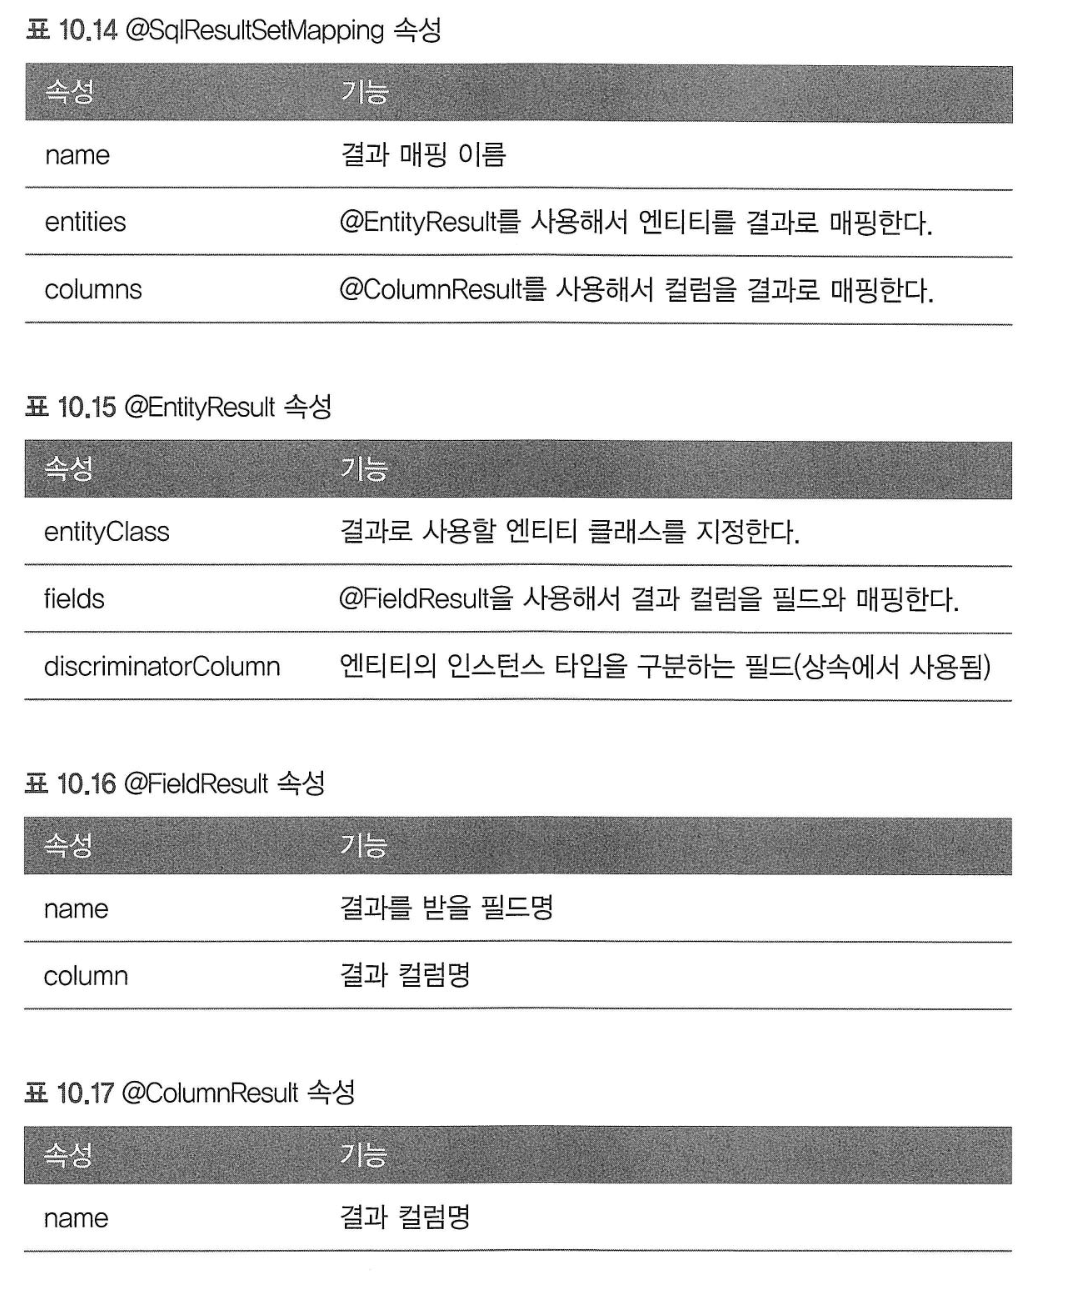 표 10.14 @SqlResultSetMapping 속성
속성 기능
name 결과 매핑 이름
entities @EntityResult를 사용해서 엔티티를 결과로 매핑한다.
columns @ColumnResult를 사용해서 컬럼을 결과로 매핑한다.
표 10.15 @EntityResult 속성
속성 기능
entityClass 결과로 사용할 엔티티 클래스를 지정한다.
fields @FieldResult을 사용해서 결과 컬럼을 필드와 매핑한다.
discriminatorColumn 엔티티의 인스턴스 타입을 구분하는 필드(상속에서 사용됨)
표 10.16 @FieldResult 속성
속성 기능
name 결과를 받을 필드명
column 결과 컬럼명
표 10.17 @ColumnResult 속성
속성 기능
name 결과 컬럼명